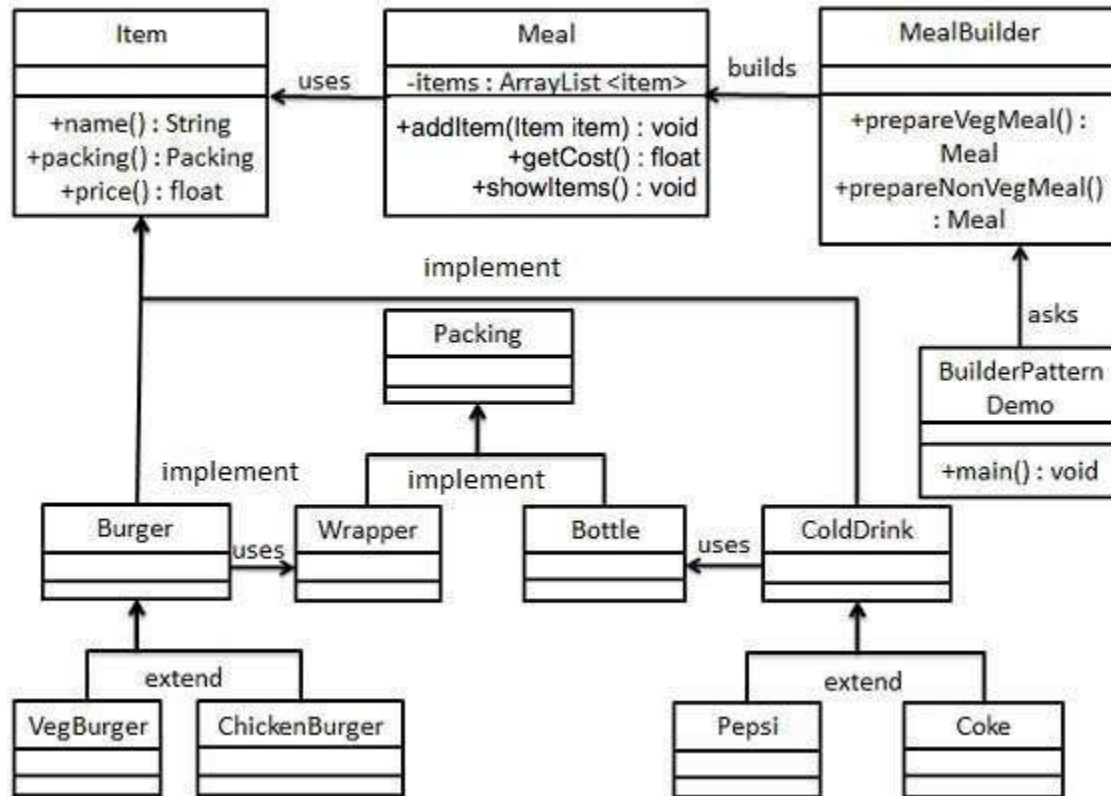 Item
+name() : String
+packing() : Packing
+price() : float
uses
Meal
-items : ArrayList <item>
+addItem(Item item) : void
+getCost() : float
+showItems() : void
builds
MealBuilder
+prepareVegMeal() :
Meal
+prepareNonVegMeal()
: Meal
implement
asks
Packing
BuilderPattern
Demo
+main() : void
implement
implement
Burger
uses
Wrapper
Bottle
uses
ColdDrink
extend
extend
VegBurger
ChickenBurger
Pepsi
Coke